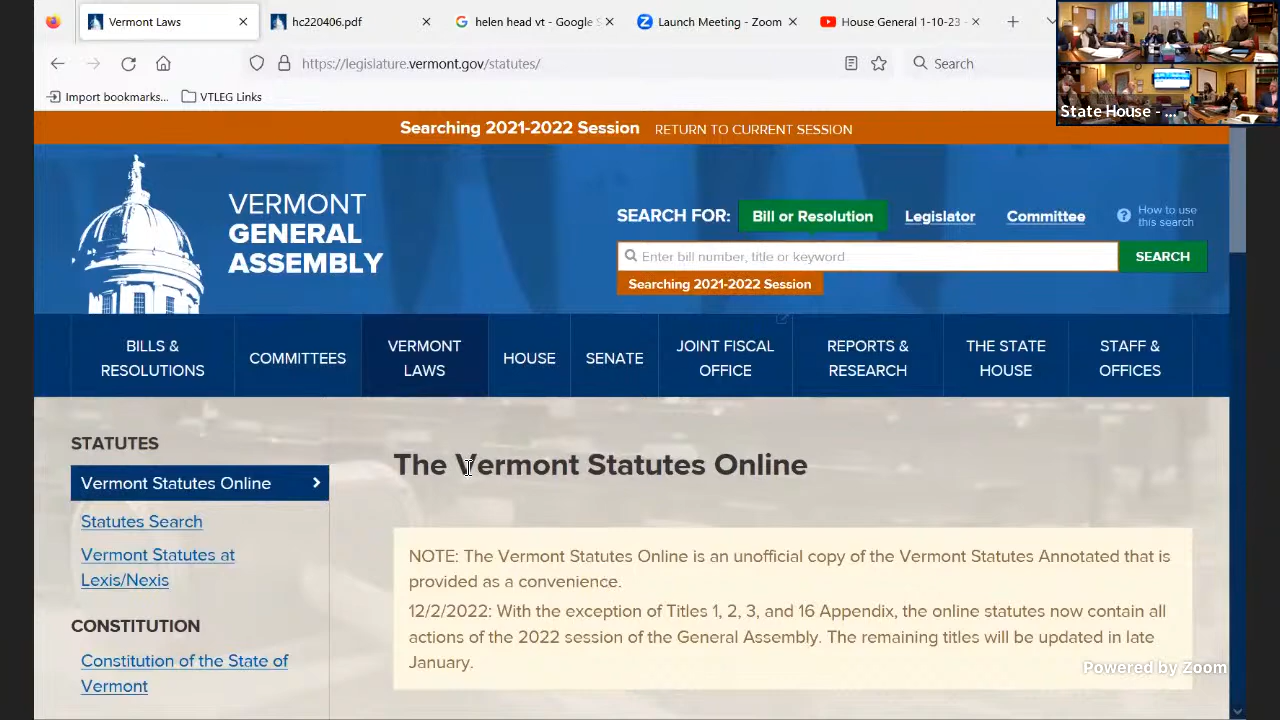 Vermont Laws
hc220406.pdf
helen head vt - Google S
Launch Meeting - Zoom
House General 1-10-23 -
https://legislature.vermont.gov/statutes/
Search
Import bookmarks...
VTLEG Links
State House - ...
Searching 2021-2022 Session RETURN TO CURRENT SESSION
VERMONT
GENERAL
ASSEMBLY
SEARCH FOR: Bill or Resolution Legislator Committee
How to use
this search
Enter bill number, title or keyword
SEARCH
Searching 2021-2022 Session
BILLS &
RESOLUTIONS
COMMITTEES
VERMONT
LAWS
HOUSE
SENATE
JOINT FISCAL
OFFICE
REPORTS &
RESEARCH
THE STATE
HOUSE
STAFF &
OFFICES
STATUTES
Vermont Statutes Online
Statutes Search
Vermont Statutes at
Lexis/Nexis
CONSTITUTION
Constitution of the State of
Vermont
The Vermont Statutes Online
NOTE: The Vermont Statutes Online is an unofficial copy of the Vermont Statutes Annotated that is
provided as a convenience.
12/2/2022: With the exception of Titles 1, 2, 3, and 16 Appendix, the online statutes now contain all
actions of the 2022 session of the General Assembly. The remaining titles will be updated in late
January.
Powered by Zoom